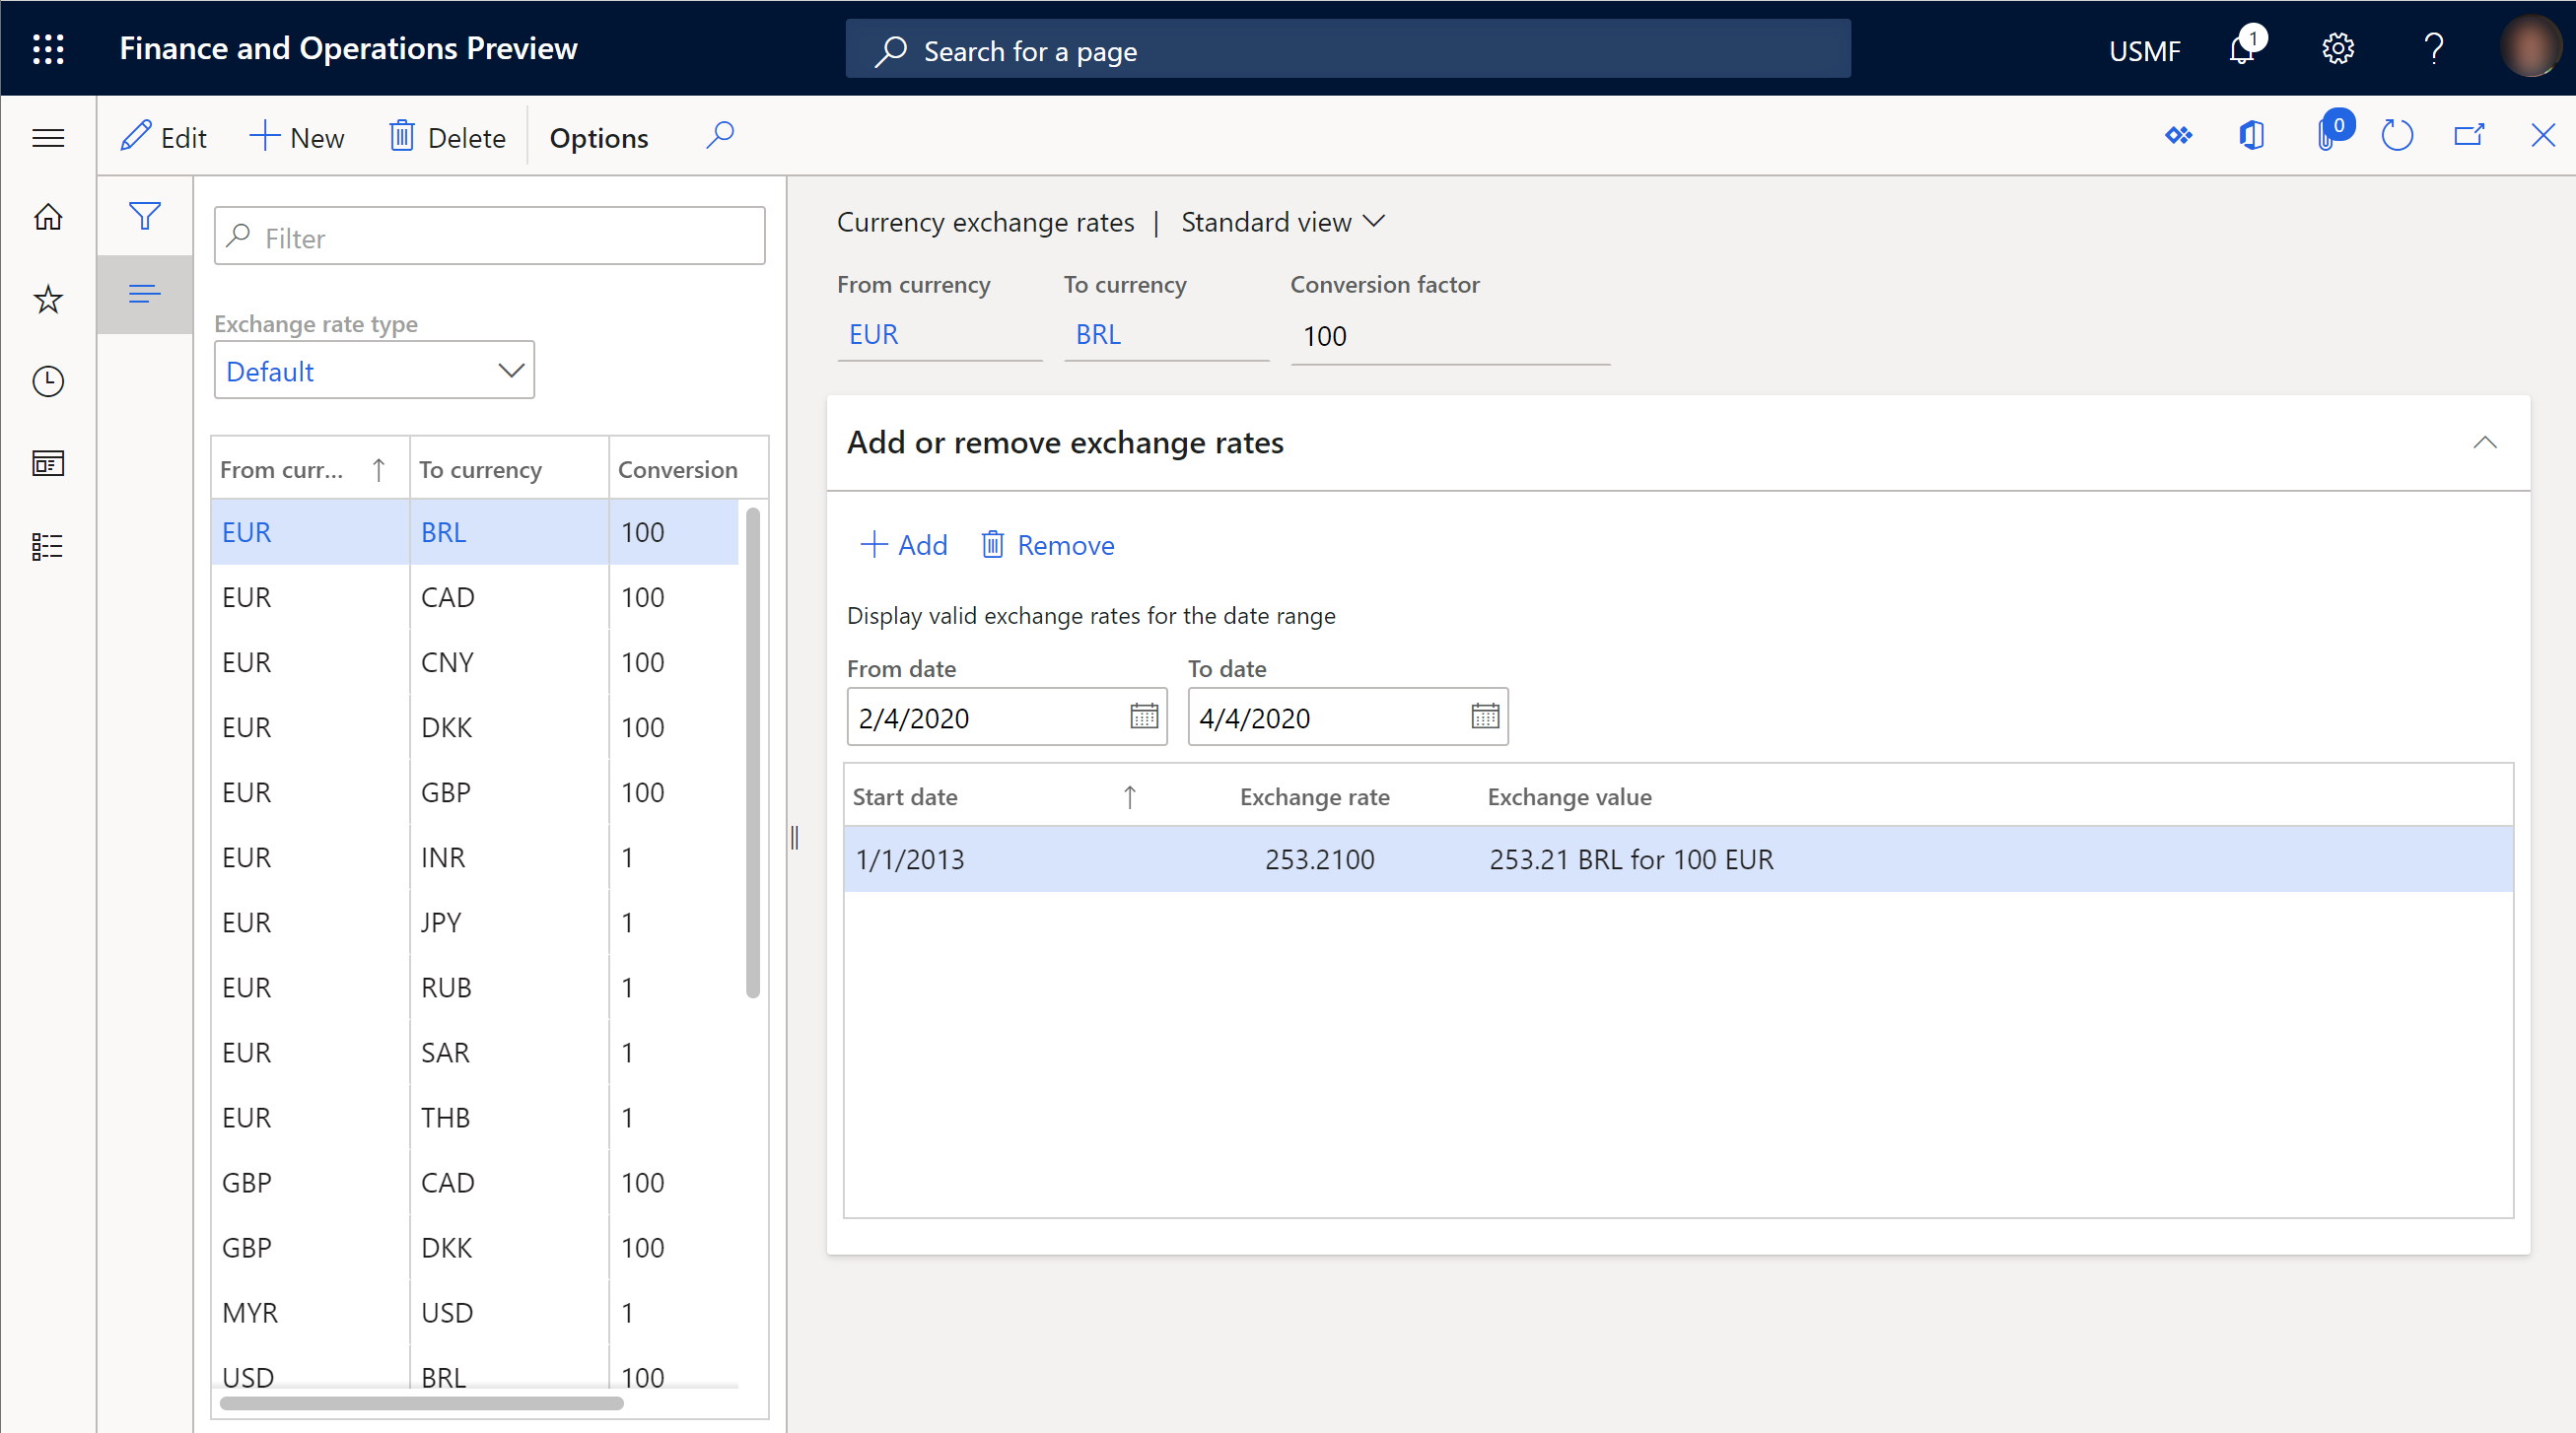 Finance and Operations Preview
Search for a page
USMF
1
Edit
New
Delete
Options
0
Filter
Exchange rate type
Default
From curr... To currency Conversion
EUR BRL 100
EUR CAD 100
EUR CNY 100
EUR DKK 100
EUR GBP 100
EUR INR 1
EUR JPY 1
EUR RUB 1
EUR SAR 1
EUR THB 1
GBP CAD 100
GBP DKK 100
MYR USD 1
USD BRL 100
Currency exchange rates | Standard view
From currency To currency Conversion factor
EUR BRL 100
Add or remove exchange rates
Add Remove
Display valid exchange rates for the date range
From date To date
2/4/2020 4/4/2020
Start date Exchange rate Exchange value
1/1/2013 253.2100 253.21 BRL for 100 EUR